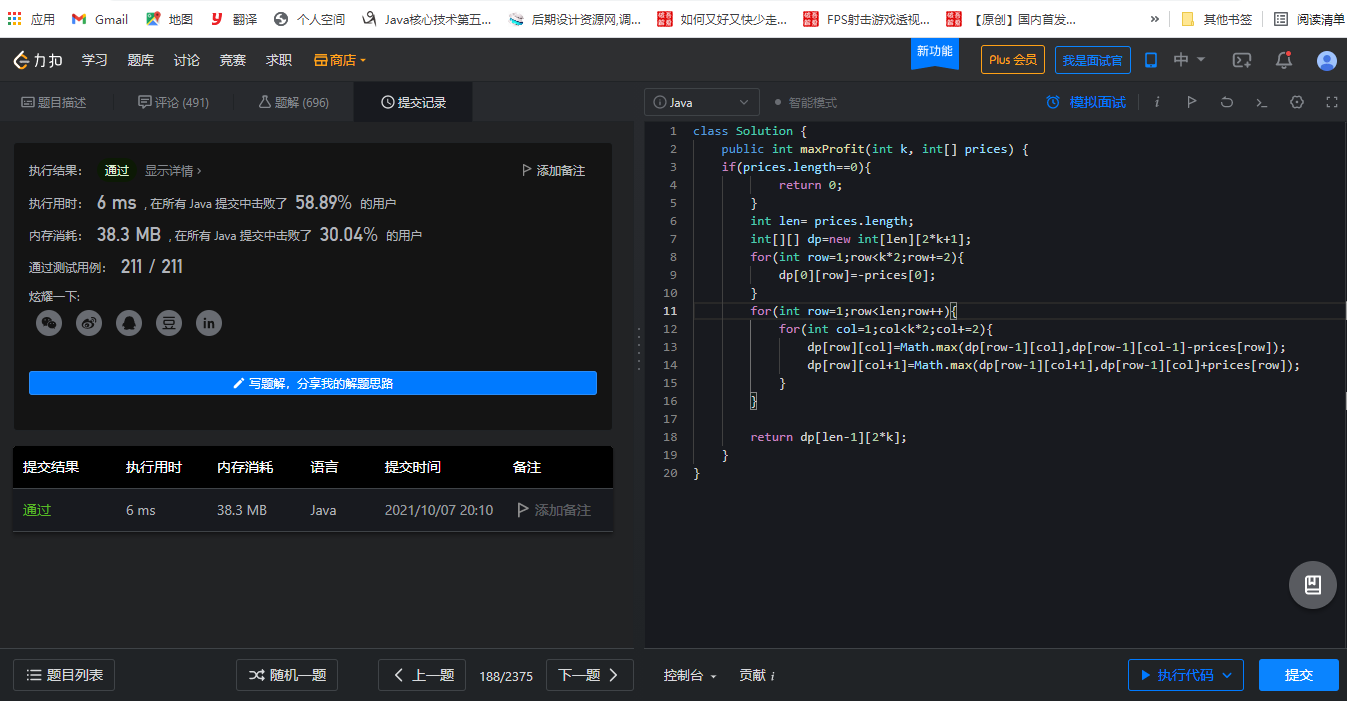 应用 Gmail 地图 翻译 个人空间 Java核心技术第五... 后期设计资源网,调... 如何又好又快少走... FPS射击游戏透视... 【原创】国内首发... » 其他书签 阅读清单
力扣 学习 题库 讨论 竞赛 求职 商店 新功能 Plus 会员 我是面试官 中
题目描述 评论 (491) 题解 (696) 提交记录
执行结果： 通过 显示详情 › 添加备注
执行用时： 6 ms , 在所有 Java 提交中击败了 58.89% 的用户
内存消耗： 38.3 MB , 在所有 Java 提交中击败了 30.04% 的用户
通过测试用例： 211 / 211
炫耀一下:
豆 in
写题解，分享我的解题思路
提交结果 执行用时 内存消耗 语言 提交时间 备注
通过 6 ms 38.3 MB Java 2021/10/07 20:10 添加备注
题目列表 随机一题 上一题 188/2375 下一题
Java 智能模式 模拟面试 i
1 class Solution {
2 public int maxProfit(int k, int[] prices) {
3 if(prices.length==0){
4 return 0;
5 }
6 int len= prices.length;
7 int[][] dp=new int[len][2*k+1];
8 for(int row=1;row<k*2;row+=2){
9 dp[0][row]=-prices[0];
10 }
11 for(int row=1;row<len;row++){
12 for(int col=1;col<k*2;col+=2){
13 dp[row][col]=Math.max(dp[row-1][col],dp[row-1][col-1]-prices[row]);
14 dp[row][col+1]=Math.max(dp[row-1][col+1],dp[row-1][col]+prices[row]);
15 }
16 }
17
18 return dp[len-1][2*k];
19 }
20 }
控制台 贡献 i 执行代码 提交